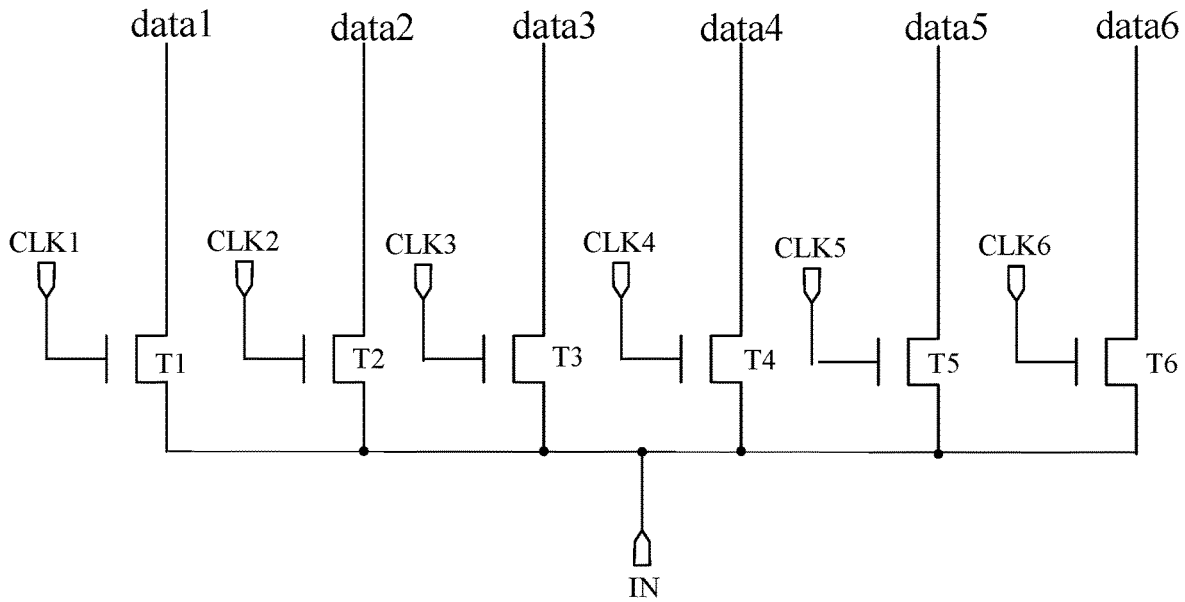 data1 data2 data3 data4 data5 data6
CLK1 CLK2 CLK3 CLK4 CLK5 CLK6
T1 T2 T3 T4 T5 T6
IN